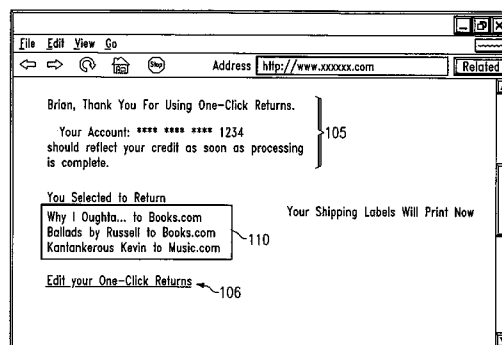 File Edit View Go
Stop Address http://www.xxxxxx.com Related
Brian, Thank You For Using One-Click Returns.
Your Account: **** **** **** 1234
should reflect your credit as soon as processing
is complete.
105
You Selected to Return
Why I Oughta... to Books.com
Ballads by Russell to Books.com
Kantankerous Kevin to Music.com
110
Your Shipping Labels Will Print Now
Edit your One-Click Returns
106